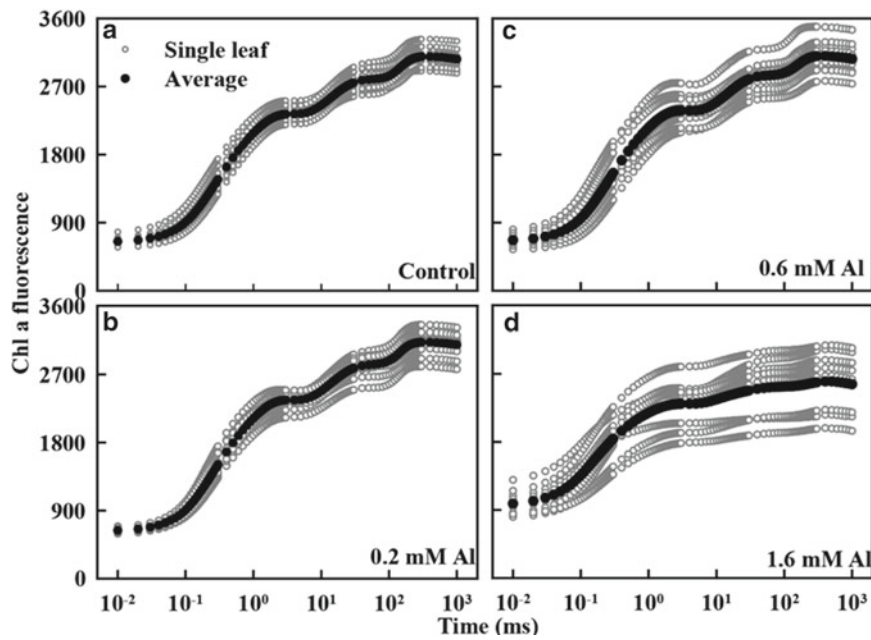 a
Single leaf
Average
Control
b
0.2 mM Al
c
0.6 mM Al
d
1.6 mM Al
Chl a fluorescence
3600
2700
1800
900
0
3600
2700
1800
900
0
10⁻² 10⁻¹ 10⁰ 10¹ 10² 10³
10⁻² 10⁻¹ 10⁰ 10¹ 10² 10³
Time (ms)